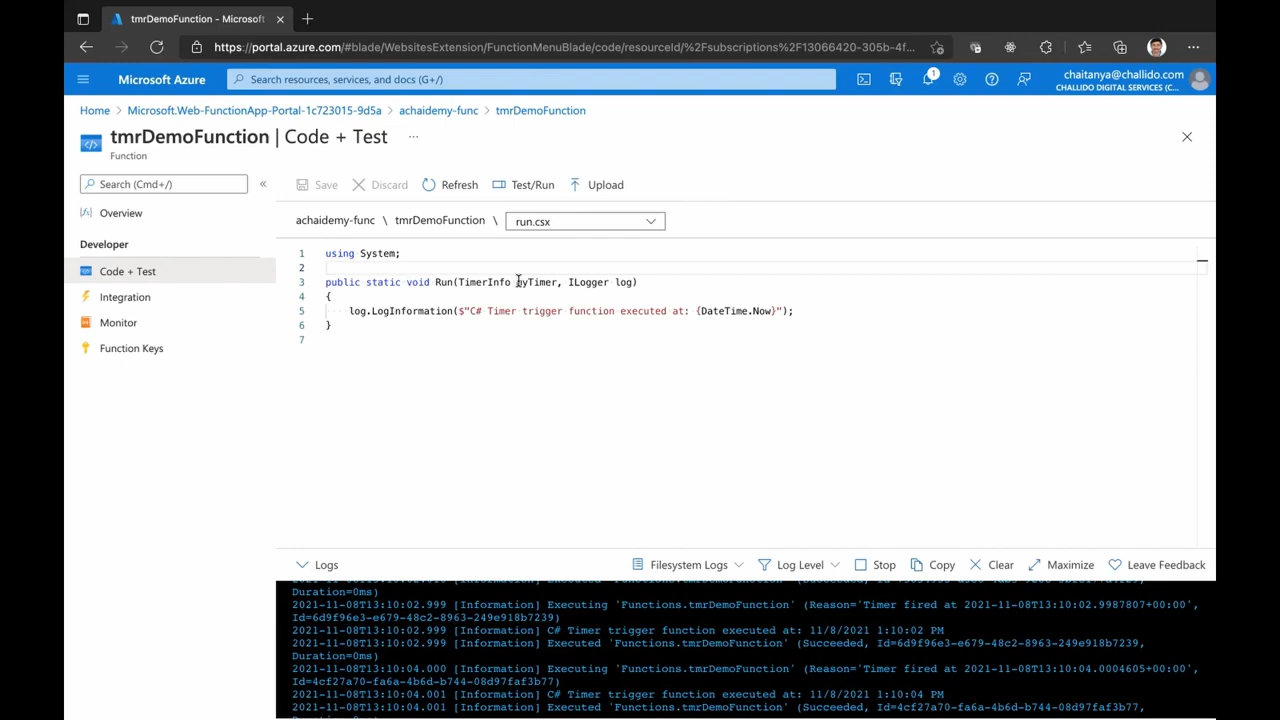 tmrDemoFunction - Microsoft
https://portal.azure.com/#blade/WebsitesExtension/FunctionMenuBlade/code/resourceId/%2Fsubscriptions%2F13066420-305b-4f...
Microsoft Azure
Search resources, services, and docs (G+/)
1
chaitanya@challido.com
CHALLIDO DIGITAL SERVICES (C...
Home > Microsoft.Web-FunctionApp-Portal-1c723015-9d5a > achaidemy-func > tmrDemoFunction
tmrDemoFunction | Code + Test ...
Function
Search (Cmd+/)
«
Save Discard Refresh Test/Run Upload
Overview
achaidemy-func \ tmrDemoFunction \ run.csx
Developer
Code + Test
Integration
Monitor
Function Keys
1 using System;
2
3 public static void Run(TimerInfo myTimer, ILogger log)
4 {
5 log.LogInformation($"C# Timer trigger function executed at: {DateTime.Now}");
6 }
7
Logs Filesystem Logs Log Level Stop Copy Clear Maximize Leave Feedback
Duration=0ms)
2021-11-08T13:10:02.999 [Information] Executing 'Functions.tmrDemoFunction' (Reason='Timer fired at 2021-11-08T13:10:02.9987807+00:00',
Id=6d9f96e3-e679-48c2-8963-249e918b7239)
2021-11-08T13:10:02.999 [Information] C# Timer trigger function executed at: 11/8/2021 1:10:02 PM
2021-11-08T13:10:02.999 [Information] Executed 'Functions.tmrDemoFunction' (Succeeded, Id=6d9f96e3-e679-48c2-8963-249e918b7239,
Duration=0ms)
2021-11-08T13:10:04.000 [Information] Executing 'Functions.tmrDemoFunction' (Reason='Timer fired at 2021-11-08T13:10:04.0004605+00:00',
Id=4cf27a70-fa6a-4b6d-b744-08d97faf3b77)
2021-11-08T13:10:04.001 [Information] C# Timer trigger function executed at: 11/8/2021 1:10:04 PM
2021-11-08T13:10:04.001 [Information] Executed 'Functions.tmrDemoFunction' (Succeeded, Id=4cf27a70-fa6a-4b6d-b744-08d97faf3b77,